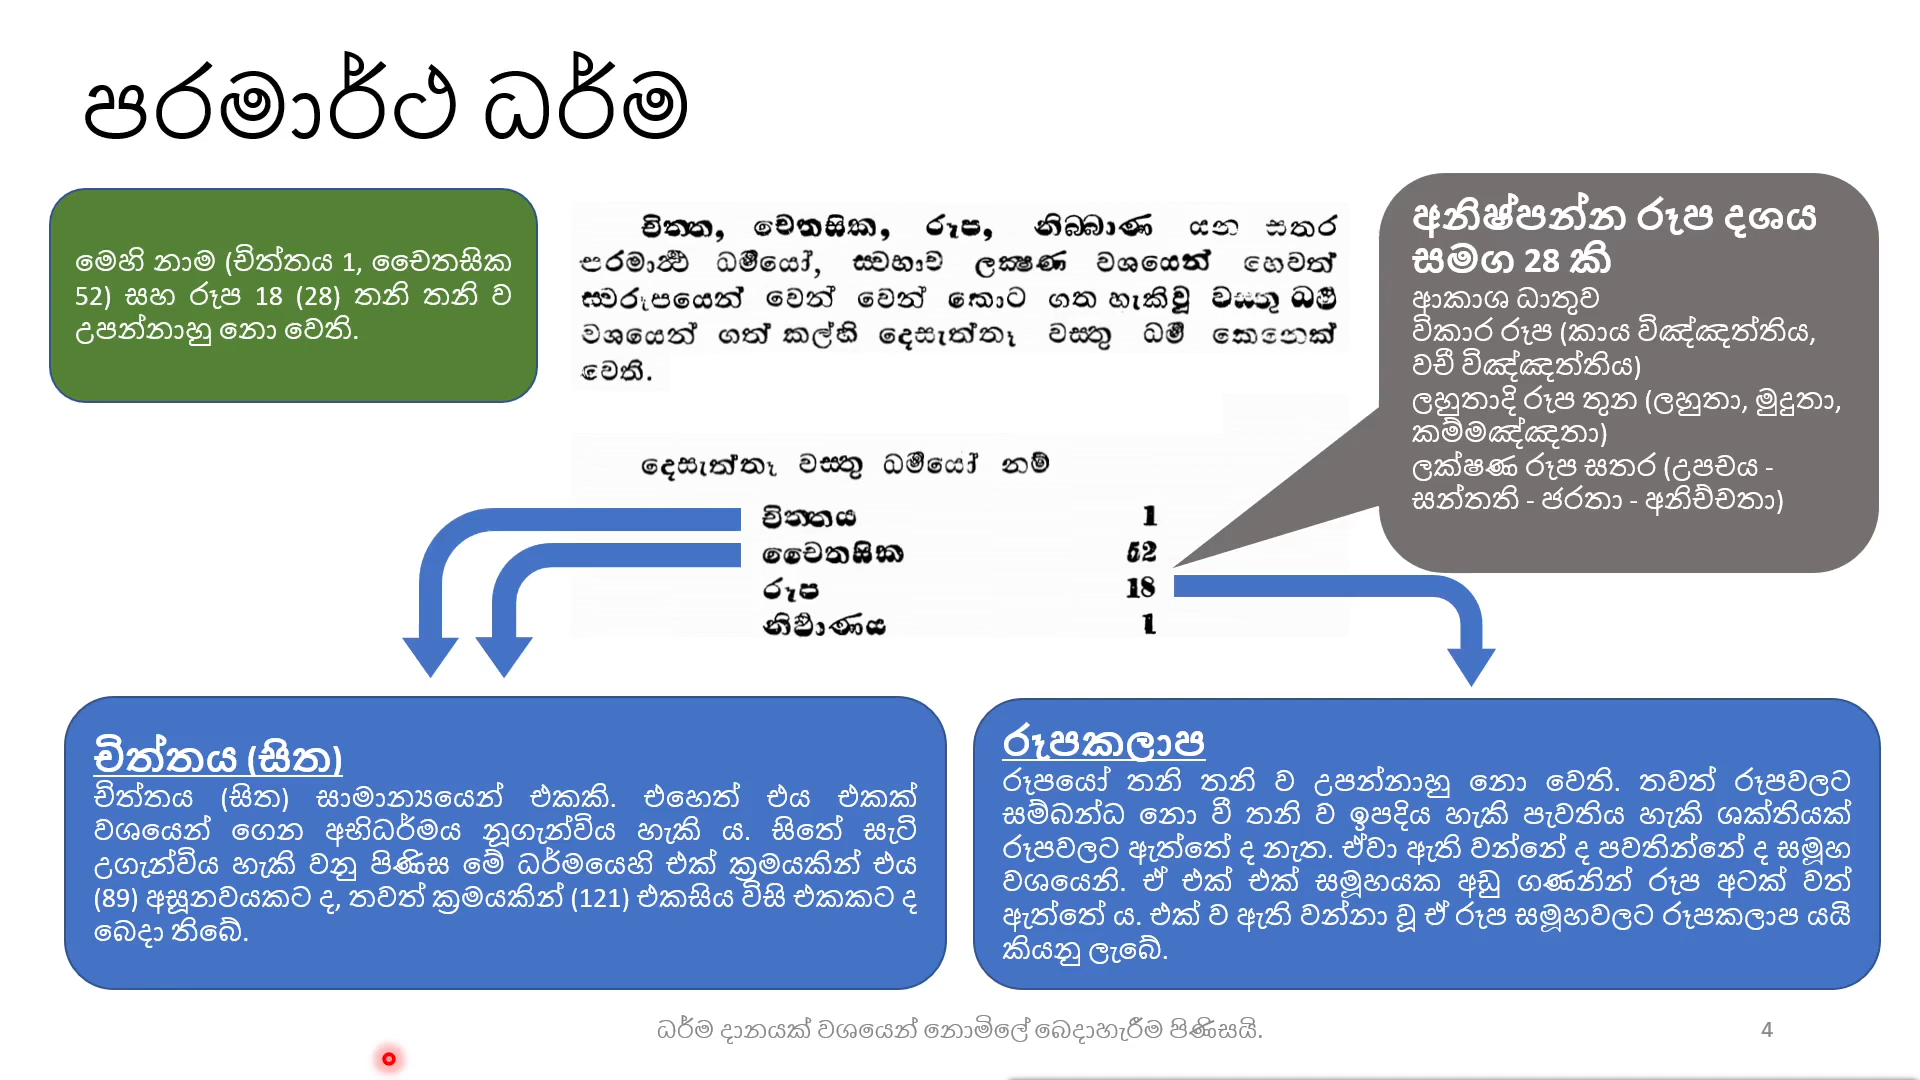 පරමාර්ථ ධර්ම
මෙහි නාම (චිත්තය 1, චෛතසික
52) සහ රූප 18 (28) තනි තනි ව
උපන්නාහු නො වෙති.
චිත්ත, චෙතසික, රූප, නිබ්බාණ යන සතර
පරමාර්ථ ධර්මයෝ, ස්වභාව ලක්ෂණ වශයෙන් හෙවත්
ස්වරූපයෙන් වෙන් වෙන් කොට ගත හැකිවූ වස්තු ධර්ම
වශයෙන් ගත් කල්හි දෙසැත්තෑ වස්තු ධර්ම කෙනෙක්
වෙති.
දෙසැත්තෑ වස්තු ධර්මයෝ නම්
චිත්තය 1
චෛතසික 52
රූප 18
නිර්වාණය 1
අනිෂ්පන්න රූප දශය
සමග 28 කි
ආකාශ ධාතුව
විකාර රූප (කාය විඤ්ඤත්තිය,
වචී විඤ්ඤත්තිය)
ලහුතාදි රූප තුන (ලහුතා, මුදුතා,
කම්මඤ්ඤතා)
ලක්ෂණ රූප සතර (උපචය -
සන්තති - ජරතා - අනිච්චතා)
චිත්තය (සිත)
චිත්තය (සිත) සාමාන්‍යයෙන් එකකි. එහෙත් එය එකක්
වශයෙන් ගෙන අභිධර්මය නූගැන්විය හැකි ය. සිතේ සැටි
උගැන්විය හැකි වනු පිණිස මේ ධර්මයෙහි එක් ක්‍රමයකින් එය
(89) අසූනවයකට ද, තවත් ක්‍රමයකින් (121) එකසිය විසි එකකට ද
බෙදා තිබේ.
රූපකලාප
රූපයෝ තනි තනි ව උපන්නාහු නො වෙති. තවත් රූපවලට
සම්බන්ධ නො වී තනි ව ඉපදිය හැකි පැවතිය හැකි ශක්තියක්
රූපවලට ඇත්තේ ද නැත. ඒවා ඇති වන්නේ ද පවතින්නේ ද සමූහ
වශයෙනි. ඒ එක් එක් සමූහයක අඩු ගණනින් රූප අටක් වත්
ඇත්තේ ය. එක් ව ඇති වන්නා වූ ඒ රූප සමූහවලට රූපකලාප යයි
කියනු ලැබේ.
ධර්ම දානයක් වශයෙන් නොමිලේ බෙදාහැරීම පිණිසයි.
4